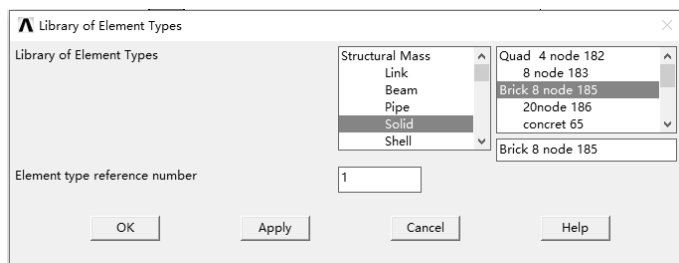 Library of Element Types
Library of Element Types
Structural Mass
Link
Beam
Pipe
Solid
Shell
Quad 4 node 182
8 node 183
Brick 8 node 185
20node 186
concret 65
Brick 8 node 185
Element type reference number
1
OK Apply Cancel Help